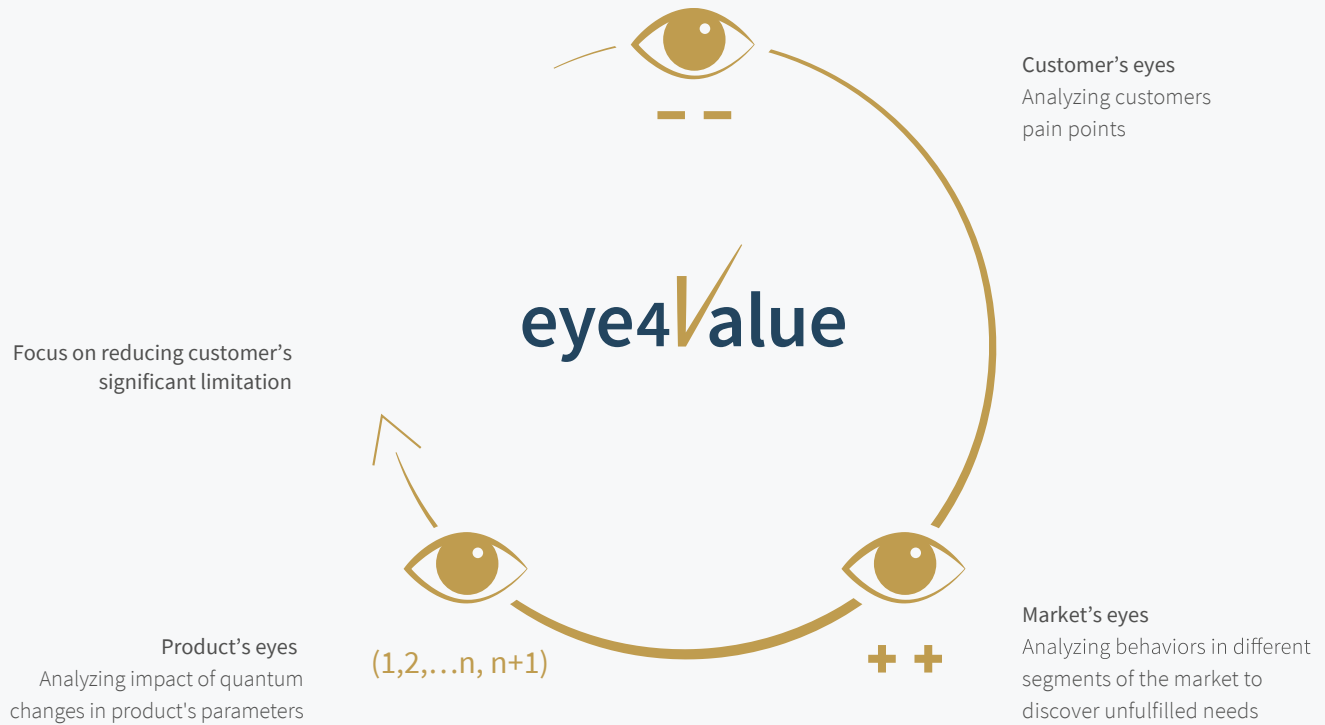 Customer’s eyes
Analyzing customers
pain points
– –
eye4Value
Focus on reducing customer’s
significant limitation
Market’s eyes
Analyzing behaviors in different
segments of the market to
discover unfulfilled needs
+ +
(1,2,…n, n+1)
Product’s eyes
Analyzing impact of quantum
changes in product's parameters